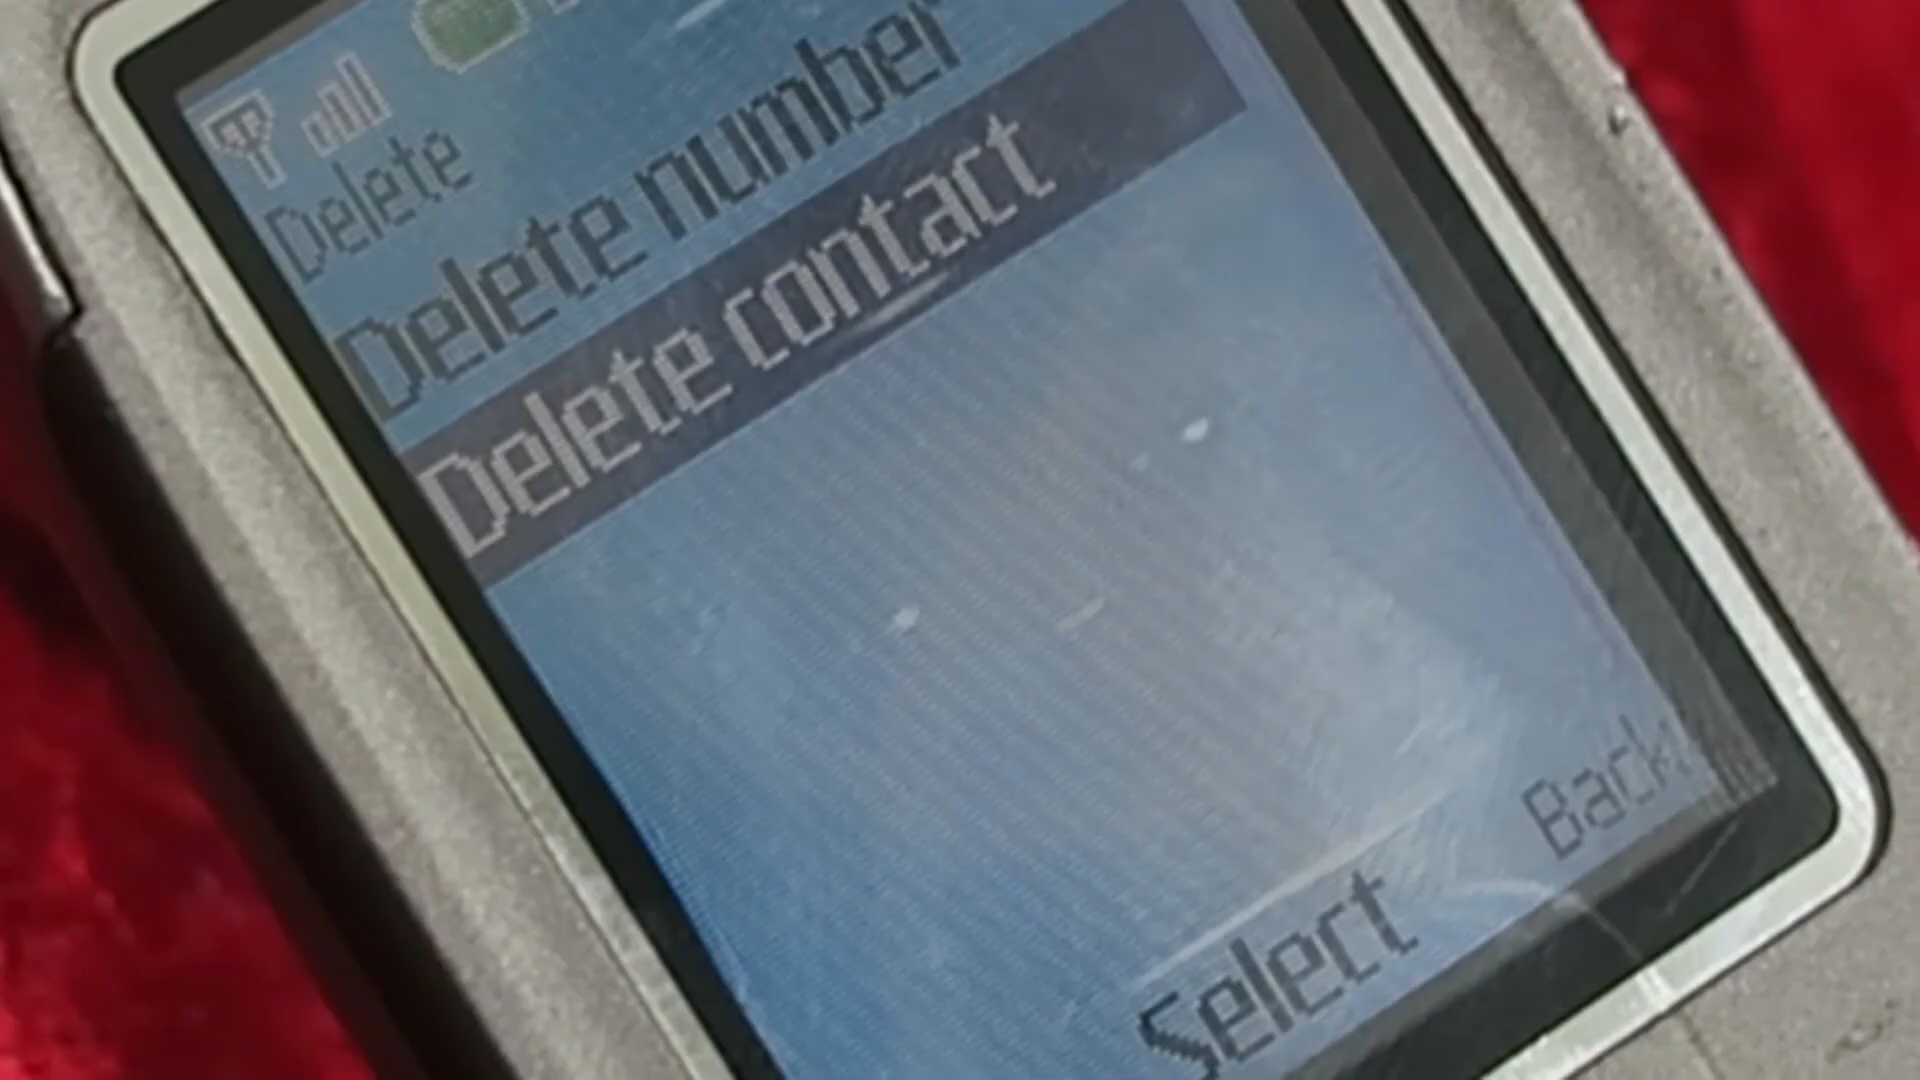 Delete
Delete number
Delete contact
Select
Back